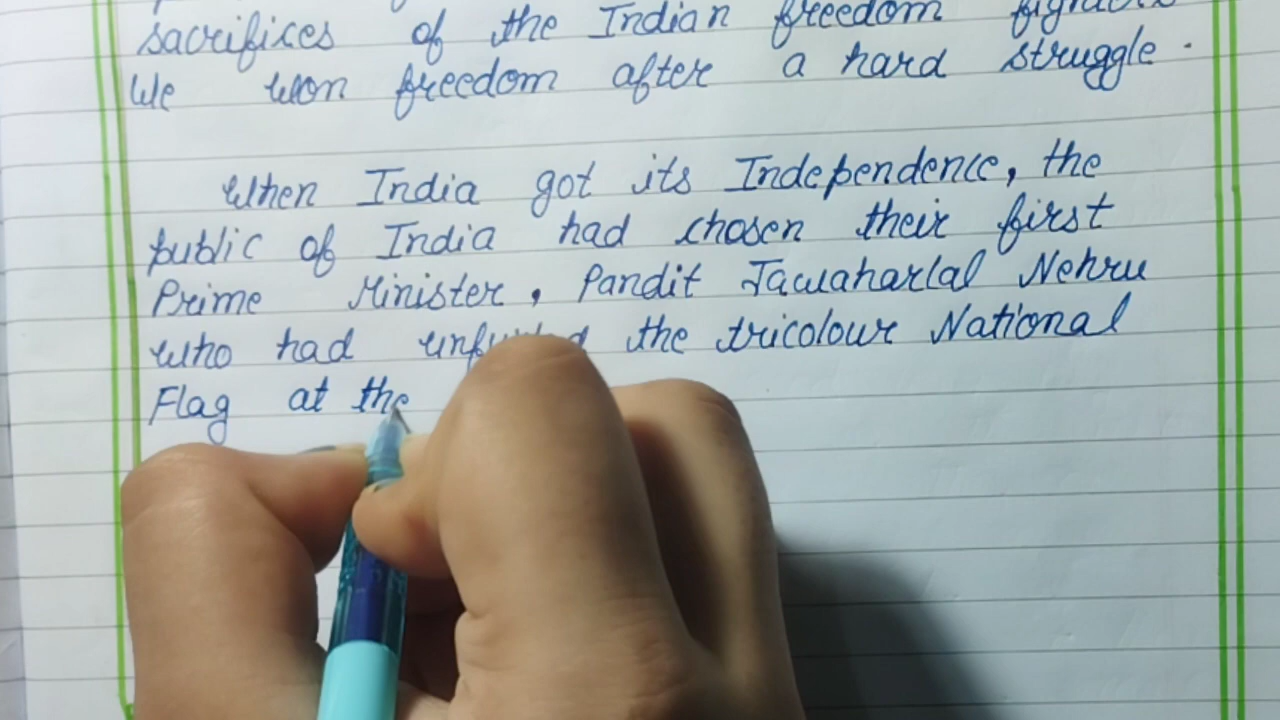 sacrifices of the Indian freedom
We won freedom after a hard struggle.
When India got its Independence, the
public of India had chosen their first
Prime Minister, Pandit Jawaharlal Nehru
who had the tricolour National
Flag at the